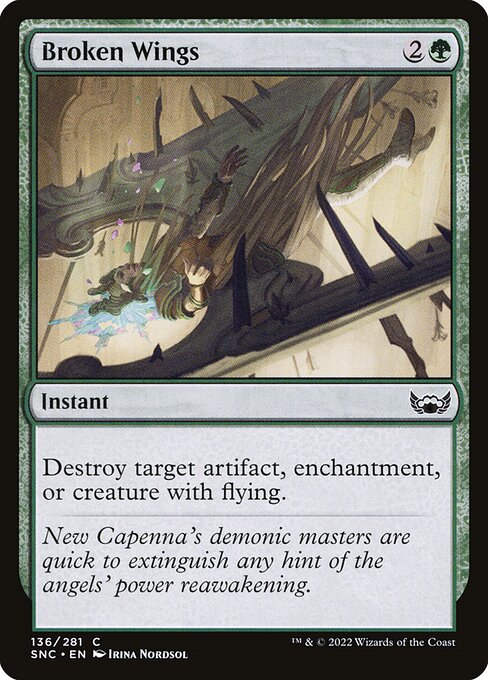 Broken Wings 2
Instant
Destroy target artifact, enchantment,
or creature with flying.
New Capenna's demonic masters are
quick to extinguish any hint of the
angels' power reawakening.
136/281 C
SNC • EN Irina Nordsol
™ & © 2022 Wizards of the Coast